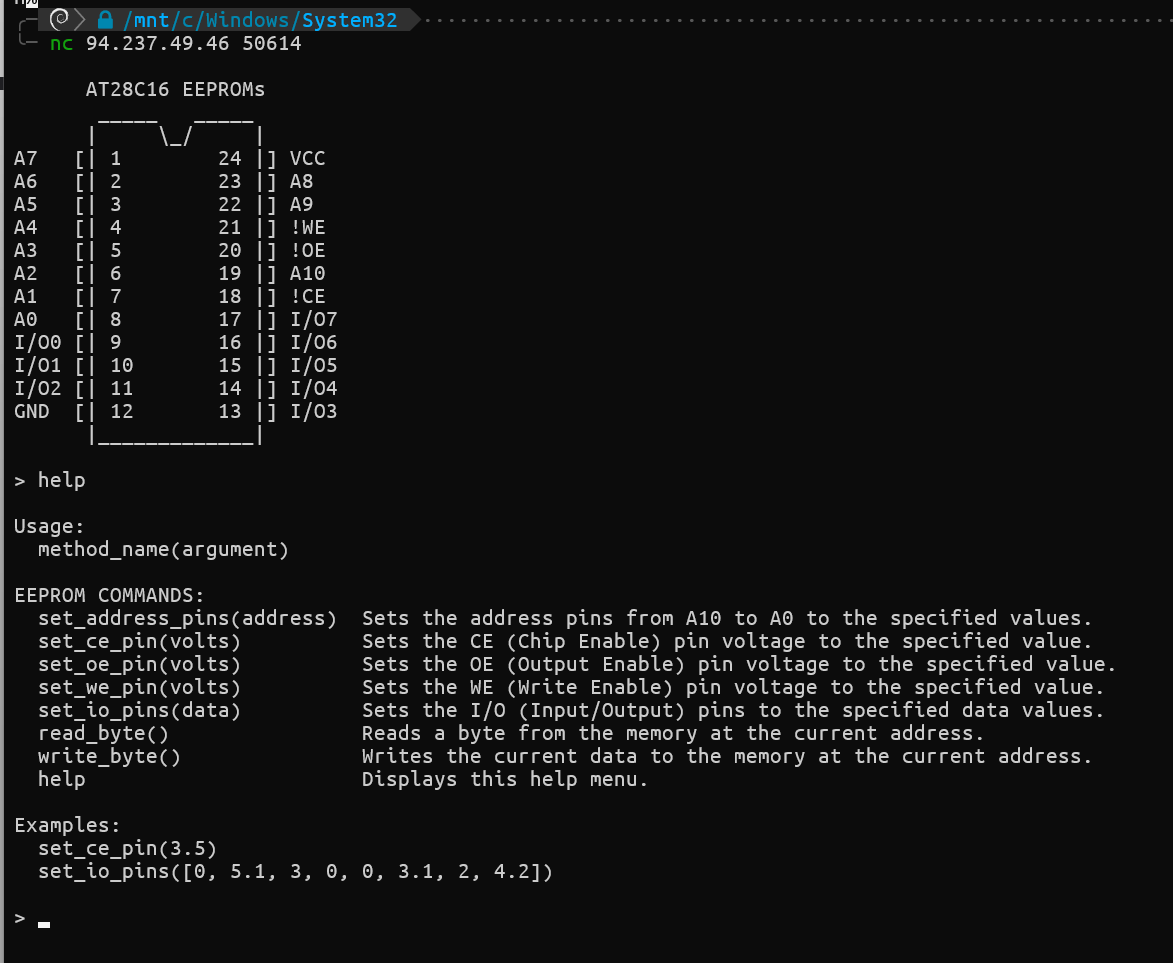 /mnt/c/Windows/System32
nc 94.237.49.46 50614
AT28C16 EEPROMs
_____   _____
|     \_/     |
A7   [| 1        24 |] VCC
A6   [| 2        23 |] A8
A5   [| 3        22 |] A9
A4   [| 4        21 |] !WE
A3   [| 5        20 |] !OE
A2   [| 6        19 |] A10
A1   [| 7        18 |] !CE
A0   [| 8        17 |] I/O7
I/O0 [| 9        16 |] I/O6
I/O1 [| 10       15 |] I/O5
I/O2 [| 11       14 |] I/O4
GND  [| 12       13 |] I/O3
|_____________|
> help
Usage:
method_name(argument)
EEPROM COMMANDS:
set_address_pins(address)  Sets the address pins from A10 to A0 to the specified values.
set_ce_pin(volts)          Sets the CE (Chip Enable) pin voltage to the specified value.
set_oe_pin(volts)          Sets the OE (Output Enable) pin voltage to the specified value.
set_we_pin(volts)          Sets the WE (Write Enable) pin voltage to the specified value.
set_io_pins(data)          Sets the I/O (Input/Output) pins to the specified data values.
read_byte()                Reads a byte from the memory at the current address.
write_byte()               Writes the current data to the memory at the current address.
help                       Displays this help menu.
Examples:
set_ce_pin(3.5)
set_io_pins([0, 5.1, 3, 0, 0, 3.1, 2, 4.2])
>